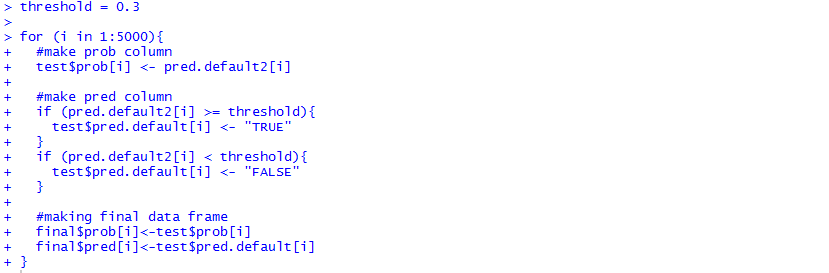 > threshold = 0.3
>
> for (i in 1:5000){
+   #make prob column
+   test$prob[i] <- pred.default2[i]
+
+   #make pred column
+   if (pred.default2[i] >= threshold){
+     test$pred.default[i] <- "TRUE"
+   }
+   if (pred.default2[i] < threshold){
+     test$pred.default[i] <- "FALSE"
+   }
+
+   #making final data frame
+   final$prob[i]<-test$prob[i]
+   final$pred[i]<-test$pred.default[i]
+ }